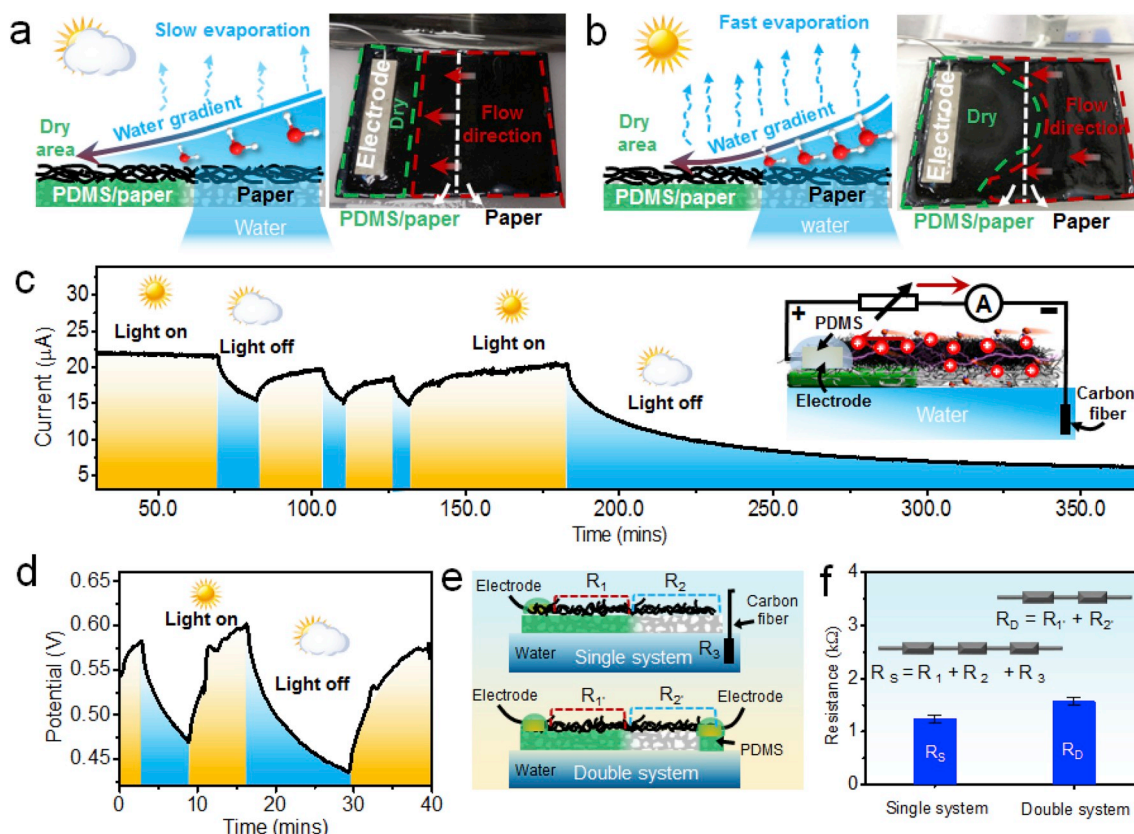 a
Slow evaporation
Water gradient
Dry
area
PDMS/paper
Paper
Water
Electrode
Dry
Flow
direction
PDMS/paper
Paper
b
Fast evaporation
Water gradient
Dry
area
PDMS/paper
Paper
water
Electrode
Dry
Flow
direction
PDMS/paper
Paper
c
Current (μA)
30
25
20
15
10
5
Light on
Light off
Light on
Light off
50.0
100.0
150.0
200.0
250.0
300.0
350.0
Time (mins)
+
A
-
PDMS
Electrode
Water
Carbon
fiber
d
Potential (V)
0.65
0.60
0.55
0.50
0.45
Light on
Light off
0
10
20
30
40
Time (mins)
e
Electrode
R1
R2
Carbon
fiber
Water
Single system
R3
Electrode
R1'
R2'
Electrode
PDMS
Water
Double system
f
Resistance (kΩ)
4
3
2
1
0
RD = R1' + R2'
RS = R1 + R2 + R3
RS
RD
Single system
Double system